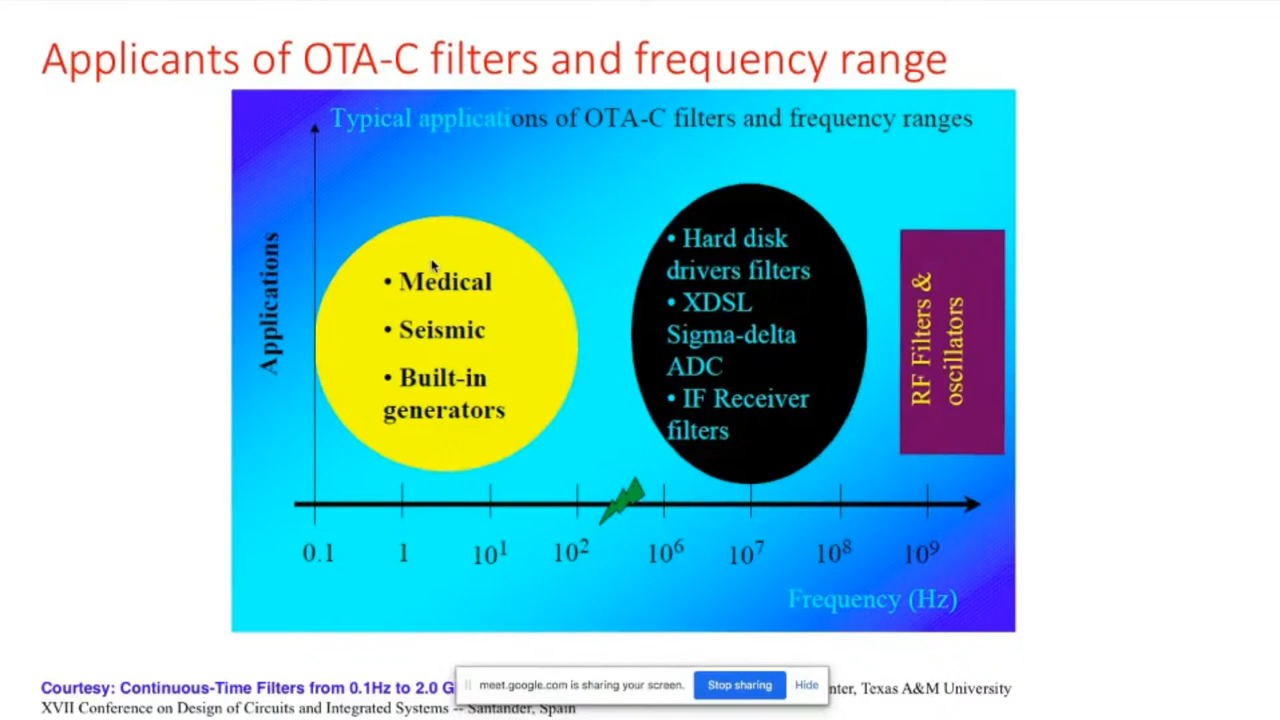 Applicants of OTA-C filters and frequency range
Typical applications of OTA-C filters and frequency ranges
Applications
• Medical
• Seismic
• Built-in
generators
• Hard disk
drivers filters
• XDSL
Sigma-delta
ADC
• IF Receiver
filters
RF Filters &
oscillators
0.1 1 10¹ 10² 10⁶ 10⁷ 10⁸ 10⁹
Frequency (Hz)
Courtesy: Continuous-Time Filters from 0.1Hz to 2.0 G
meet.google.com is sharing your screen. Stop sharing Hide
nter, Texas A&M University
XVII Conference on Design of Circuits and Integrated Systems -- Santander, Spain